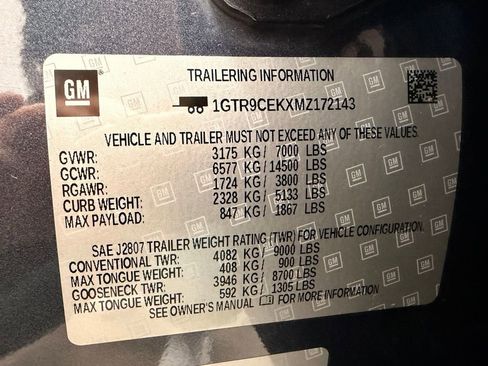 GM
TRAILERING INFORMATION
1GTR9CEKXMZ172143
VEHICLE AND TRAILER MUST NOT EXCEED ANY OF THESE VALUES
GVWR: 3175 KG / 7000 LBS
GCWR: 6577 KG / 14500 LBS
RGAWR: 1724 KG / 3800 LBS
CURB WEIGHT: 2328 KG / 5133 LBS
MAX PAYLOAD: 847 KG / 1867 LBS
SAE J2807 TRAILER WEIGHT RATING (TWR) FOR VEHICLE CONFIGURATION.
CONVENTIONAL TWR: 4082 KG / 9000 LBS
MAX TONGUE WEIGHT: 408 KG / 900 LBS
GOOSENECK TWR: 3946 KG / 8700 LBS
MAX TONGUE WEIGHT: 592 KG / 1305 LBS
SEE OWNER'S MANUAL FOR MORE INFORMATION